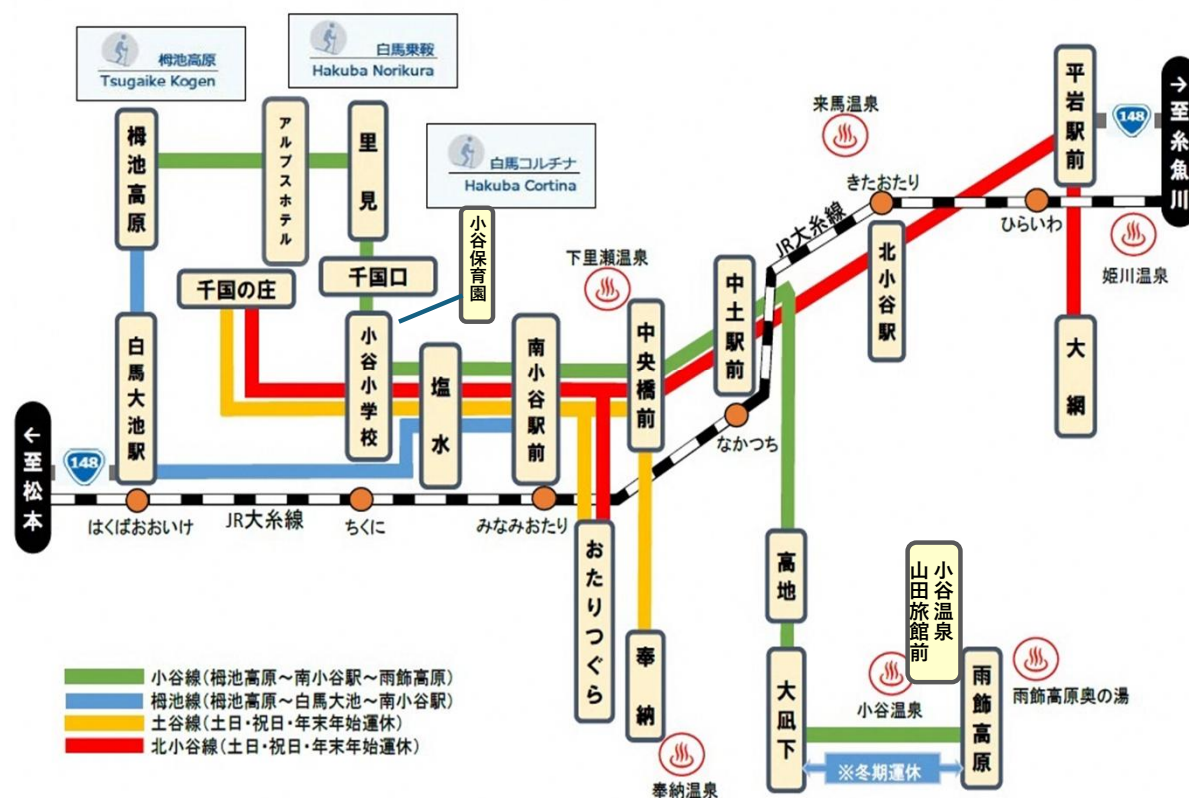 栂池高原
Tsugaike Kogen
白馬乗鞍
Hakuba Norikura
白馬コルチナ
Hakuba Cortina
栂池高原
アルプスホテル
里見
千国の庄
千国口
小谷保育園
白馬大池駅
小谷小学校
塩水
南小谷駅前
下里瀬温泉
中央橋前
中土駅前
来馬温泉
きたおたり
北小谷駅
平岩駅前
148
→至糸魚川
ひらいわ
姫川温泉
大網
JR大糸線
なかつち
←至松本
148
はくばおおいけ
JR大糸線
ちくに
みなみおたり
おたりつぐら
奉納
奉納温泉
高地
大凪下
小谷温泉
山田旅館前
小谷温泉
雨飾高原
雨飾高原奥の湯
※冬期運休
小谷線(栂池高原~南小谷駅~雨飾高原)
栂池線(栂池高原~白馬大池~南小谷駅)
土谷線(土日・祝日・年末年始運休)
北小谷線(土日・祝日・年末年始運休)